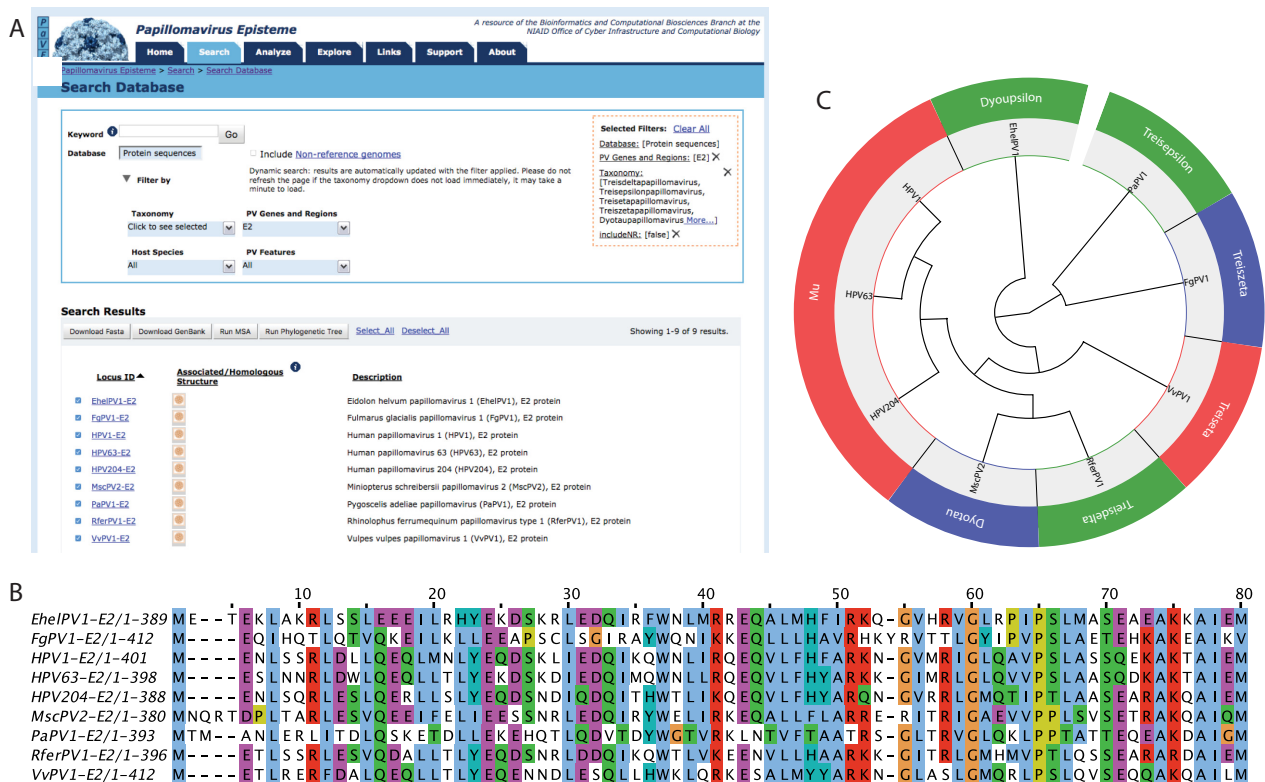 A
P
a
V
E
Papillomavirus Episteme
A resource of the Bioinformatics and Computational Biosciences Branch at the
NIAID Office of Cyber Infrastructure and Computational Biology
Home Search Analyze Explore Links Support About
Papillomavirus Episteme > Search > Search Database
Search Database
Keyword i Go
Database Protein sequences Include Non-reference genomes
Filter by
Dynamic search: results are automatically updated with the filter applied. Please do not
refresh the page if the taxonomy dropdown does not load immediately, it may take a
minute to load.
Taxonomy PV Genes and Regions
Click to see selected E2
Host Species PV Features
All All
Selected Filters: Clear All
Database: [Protein sequences]
PV Genes and Regions: [E2] X
Taxonomy: X
[Treisdeltapapillomavirus,
Treisepsilonpapillomavirus,
Treisetapapillomavirus,
Treiszetapapillomavirus,
Dyotaupapillomavirus More...]
includeNR: [false] X
Search Results
Download Fasta Download GenBank Run MSA Run Phylogenetic Tree Select_All Deselect_All Showing 1-9 of 9 results.
Locus ID Associated/Homologous Structure i Description
EhelPV1-E2 Eidolon helvum papillomavirus 1 (EhelPV1), E2 protein
FgPV1-E2 Fulmarus glacialis papillomavirus 1 (FgPV1), E2 protein
HPV1-E2 Human papillomavirus 1 (HPV1), E2 protein
HPV63-E2 Human papillomavirus 63 (HPV63), E2 protein
HPV204-E2 Human papillomavirus 204 (HPV204), E2 protein
MscPV2-E2 Miniopterus schreibersii papillomavirus 2 (MscPV2), E2 protein
PaPV1-E2 Pygoscelis adeliae papillomavirus (PaPV1), E2 protein
RferPV1-E2 Rhinolophus ferrumequinum papillomavirus type 1 (RferPV1), E2 protein
VvPV1-E2 Vulpes vulpes papillomavirus 1 (VvPV1), E2 protein
C
Dyoupsilon
Treisepsilon
Treiszeta
Treiseta
Treisdelta
Dyotau
Mu
EhelPV1
PaPV1
FgPV1
VvPV1
RferPV1
MscPV2
HPV204
HPV63
HPV1
B
10 20 30 40 50 60 70 80
EhelPV1-E2/1-389 ME--TEKLAKRLSSLEEEILRHYEKDSKRLEDQIRFWNLMRREQALMHFIRKQ-GVHRVGLRPIPSLMASEAEAKKAIEM
FgPV1-E2/1-412 M----EQIHQTLQTVQKEILKLLEEAPSCLSGIRAYWQNIKKEQLLLHAVRHKYRVTTLGYIPVPSLAETEHKAKEAIKV
HPV1-E2/1-401 M----ENLSSRLDLLQEQLMNLYEQDSKLIEDQIKQWNLIRQEQVLFHFARKN-GVMRIGLQAVPSLASSQEKAKTAIEM
HPV63-E2/1-398 M----ESLNNRLDWLQEQLLTLYEKDSKDIEDQIMQWNLLRQEQVLFHYARKK-GIMRLGLQVVPSLAASQDKAKTAIEM
HPV204-E2/1-388 M----ENLSQRLESLQERILLSLYEQDSNDIQDQITHWTLIKQEQVLFHYARQN-GVRRLGMQTIPTLAASEARAKQAIEM
MscPV2-E2/1-380 MNQRTDPLTARLESVQEEIFELIEESSNRLEDQIRYWELIRKEQALLFLARRE-RITRIGAEVVPPLSVSETRAKQAIQM
PaPV1-E2/1-393 MTM--ANLERLITDLQSKETDLLEKEHQTLQDVTDYWGTVRKLNTVFTAATRS-GLTRVGLQKLPPTATTEQEAKDAIGM
RferPV1-E2/1-396 M----ETLSSRLESVQDALLTLYEQDSNRLDDQIKQWTLVRKENVLLHAARKK-GITRLGMHMVPTLQSSEARARDAIEM
VvPV1-E2/1-412 M----ETLRERFDALQEQLLTLYEQENNDLESQLLHWKLQRKESALMYYARKN-GLASLGMQRLPSLQVSEQQAKDAILM